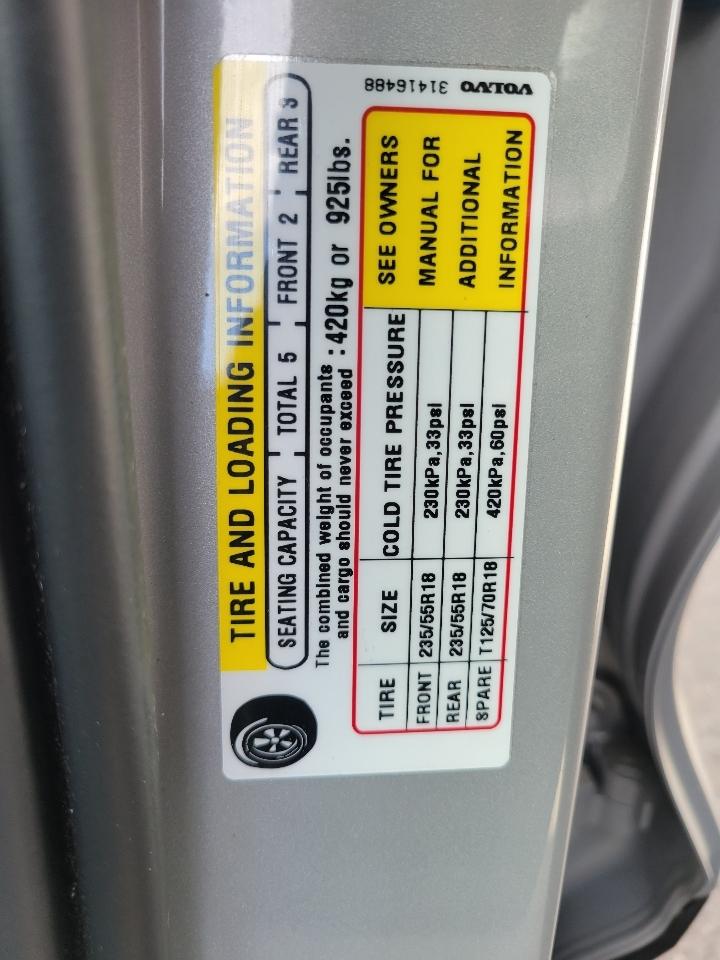 TIRE AND LOADING INFORMATION
SEATING CAPACITY TOTAL 5 FRONT 2 REAR 3
The combined weight of occupants and cargo should never exceed : 420kg or 925lbs.
TIRE SIZE COLD TIRE PRESSURE
FRONT 235/55R18 230kPa,33psi
REAR 235/55R18 230kPa,33psi
SPARE T125/70R18 420kPa,60psi
SEE OWNERS
MANUAL FOR
ADDITIONAL
INFORMATION
VOLVO 31416488